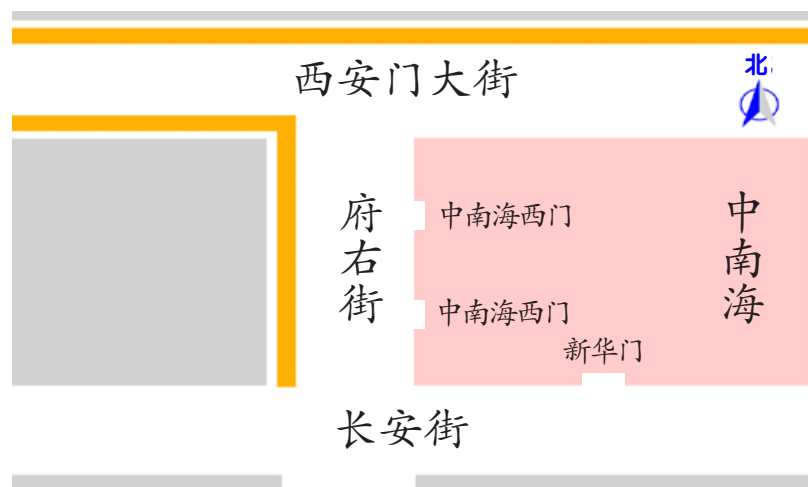 北
西安门大街
府右街
中南海西门
中南海
中南海西门
新华门
长安街